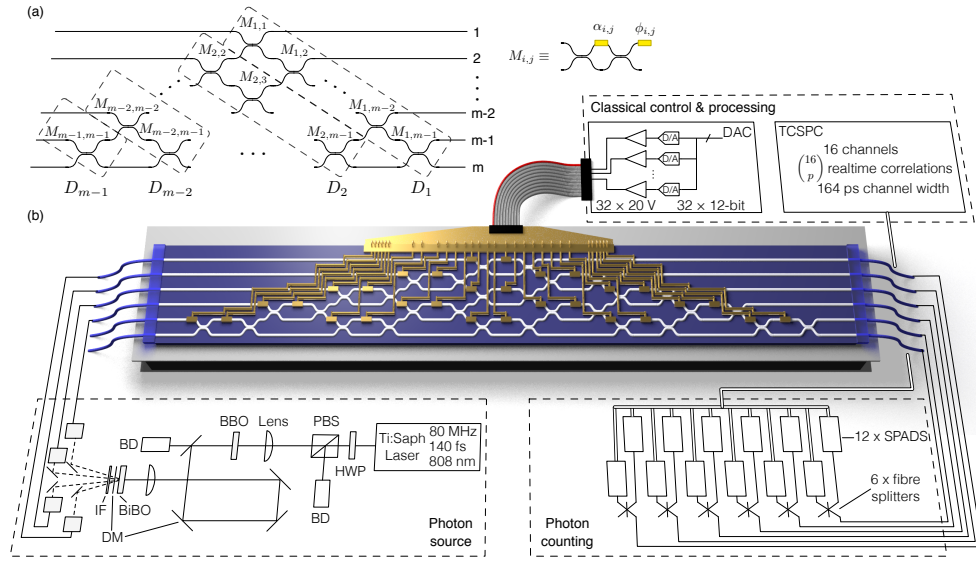 (a)
M1,1
1
M2,2
M1,2
2
M2,3
Mm−2,m−2
M1,m−2
m-2
Mm−1,m−1
Mm−2,m−1
M2,m−1
M1,m−1
m-1
m
Dm−1
Dm−2
D2
D1
αi,j
ϕi,j
Mi,j ≡
Classical control & processing
D/A
DAC
D/A
D/A
32 × 20 V
32 × 12-bit
TCSPC
16 channels
(16 p) realtime correlations
164 ps channel width
(b)
BD
BBO
Lens
PBS
HWP
Ti:Saph
Laser
80 MHz
140 fs
808 nm
BD
IF
BiBO
DM
Photon
source
12 x SPADS
6 x fibre
splitters
Photon
counting